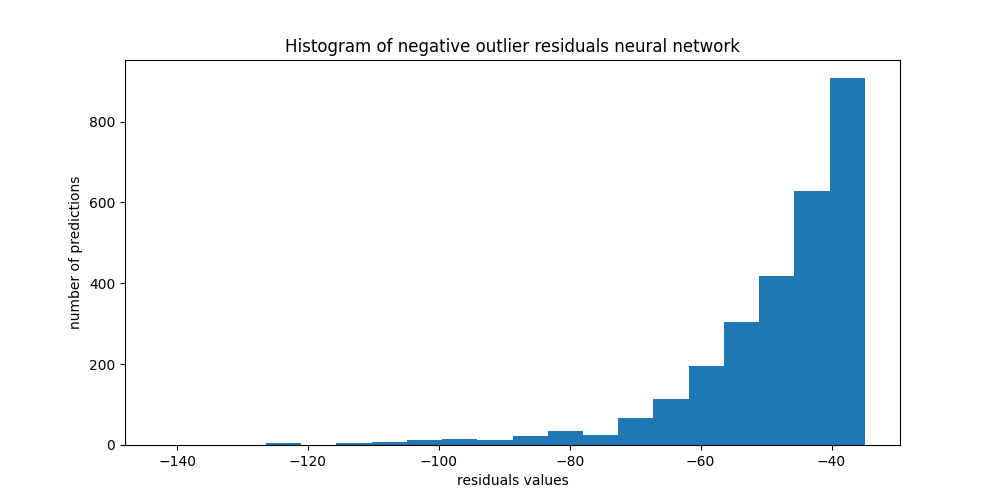 Histogram of negative outlier residuals neural network
number of predictions
800
600
400
200
0
−140 −120 −100 −80 −60 −40
residuals values